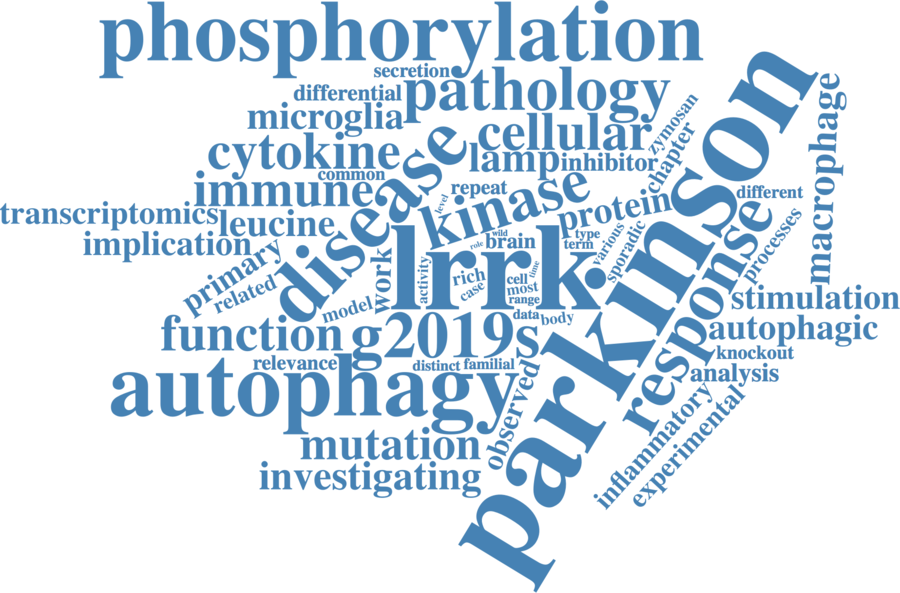 phosphorylation
secretion
differential
pathology
microglia
cellular
zymosan
cytokine
disease
lamp
inhibitor
chapter
parkinson
macrophage
common
immune
kinase
repeat
level
protein
different
transcriptomics
leucine
implication
wild
role
brain
type
term
various
sporadic
response
processes
primary
related
work
lrrk
activity
rich
case
cell
time
most
range
model
data
body
stimulation
function
g2019s
autophagic
relevance
distinct
familial
knockout
analysis
autophagy
observed
inflammatory
experimental
mutation
investigating